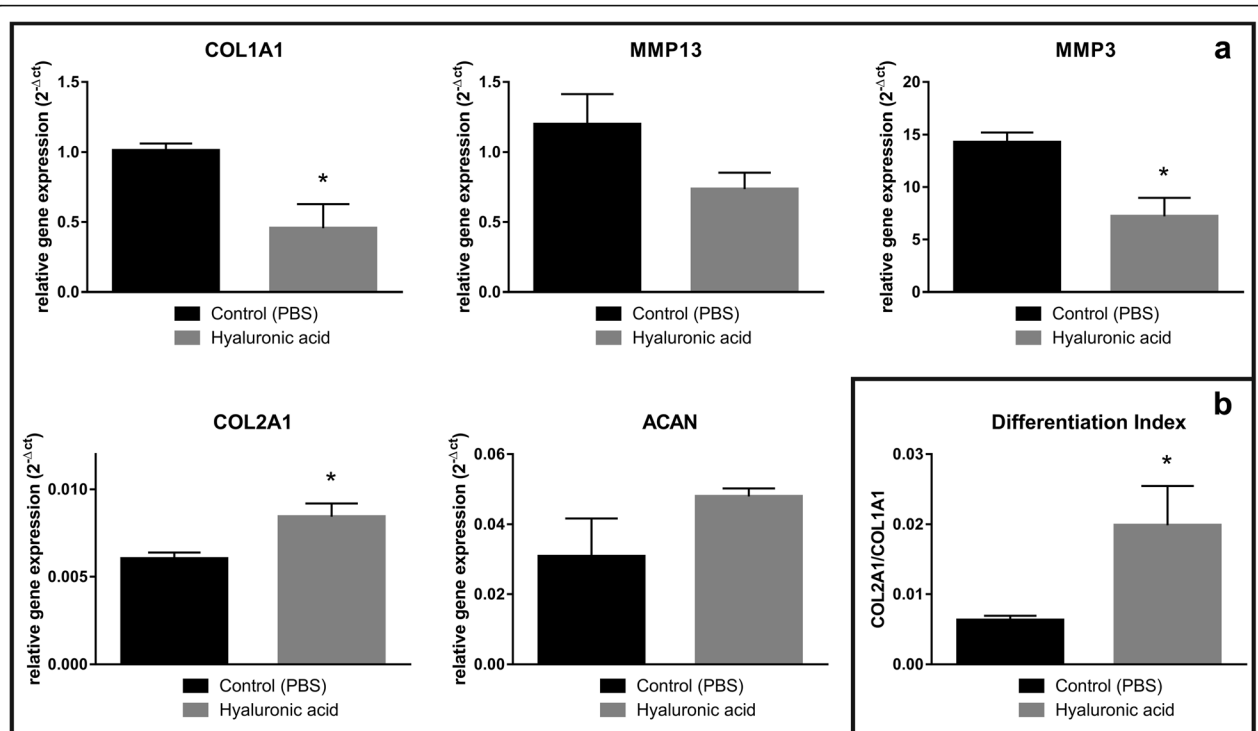 a
COL1A1
relative gene expression (2^-Δct)
1.5
1.0
0.5
0.0
*
Control (PBS)
Hyaluronic acid
MMP13
relative gene expression (2^-Δct)
1.5
1.0
0.5
0.0
Control (PBS)
Hyaluronic acid
MMP3
relative gene expression (2^-Δct)
20
15
10
5
0
*
Control (PBS)
Hyaluronic acid
COL2A1
relative gene expression (2^-Δct)
0.010
0.005
0.000
*
Control (PBS)
Hyaluronic acid
ACAN
relative gene expression (2^-Δct)
0.06
0.04
0.02
0.00
Control (PBS)
Hyaluronic acid
b
Differentiation Index
COL2A1/COL1A1
0.03
0.02
0.01
0.00
*
Control (PBS)
Hyaluronic acid